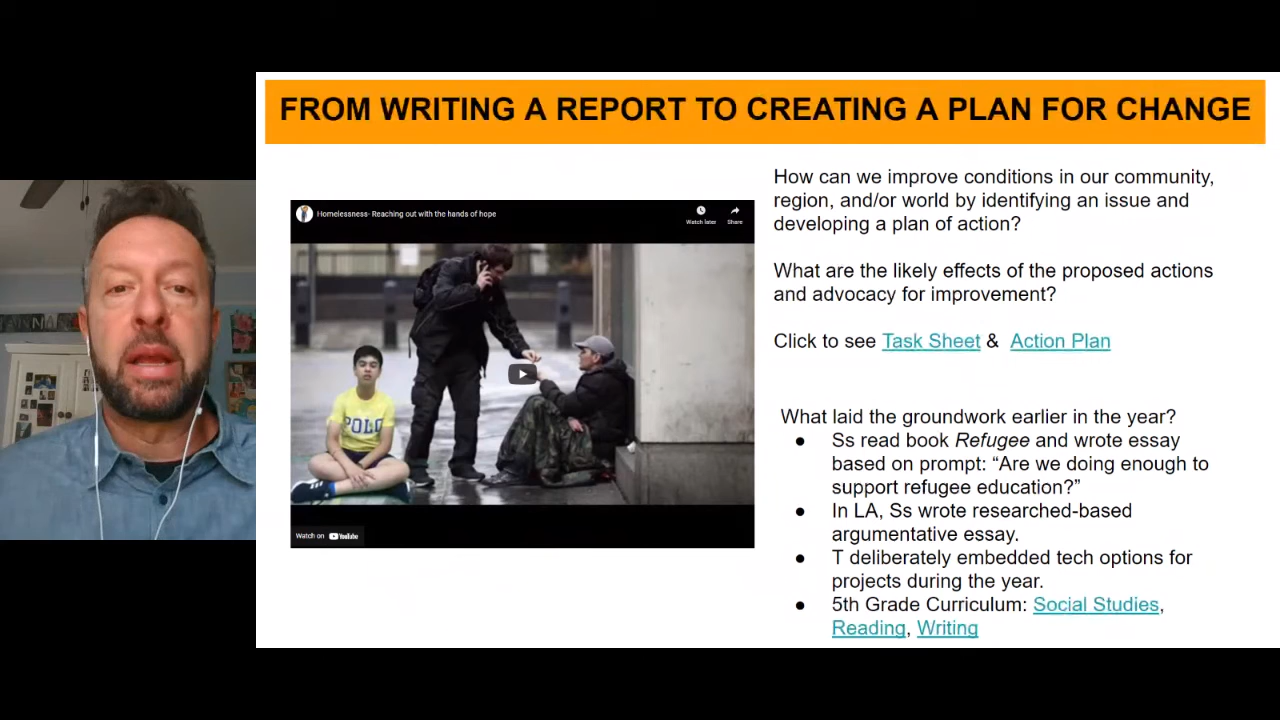 FROM WRITING A REPORT TO CREATING A PLAN FOR CHANGE
Homelessness- Reaching out with the hands of hope
Watch later
Share
POLO
Watch on YouTube
How can we improve conditions in our community,
region, and/or world by identifying an issue and
developing a plan of action?
What are the likely effects of the proposed actions
and advocacy for improvement?
Click to see Task Sheet & Action Plan
What laid the groundwork earlier in the year?
● Ss read book Refugee and wrote essay
based on prompt: “Are we doing enough to
support refugee education?”
● In LA, Ss wrote researched-based
argumentative essay.
● T deliberately embedded tech options for
projects during the year.
● 5th Grade Curriculum: Social Studies,
Reading, Writing